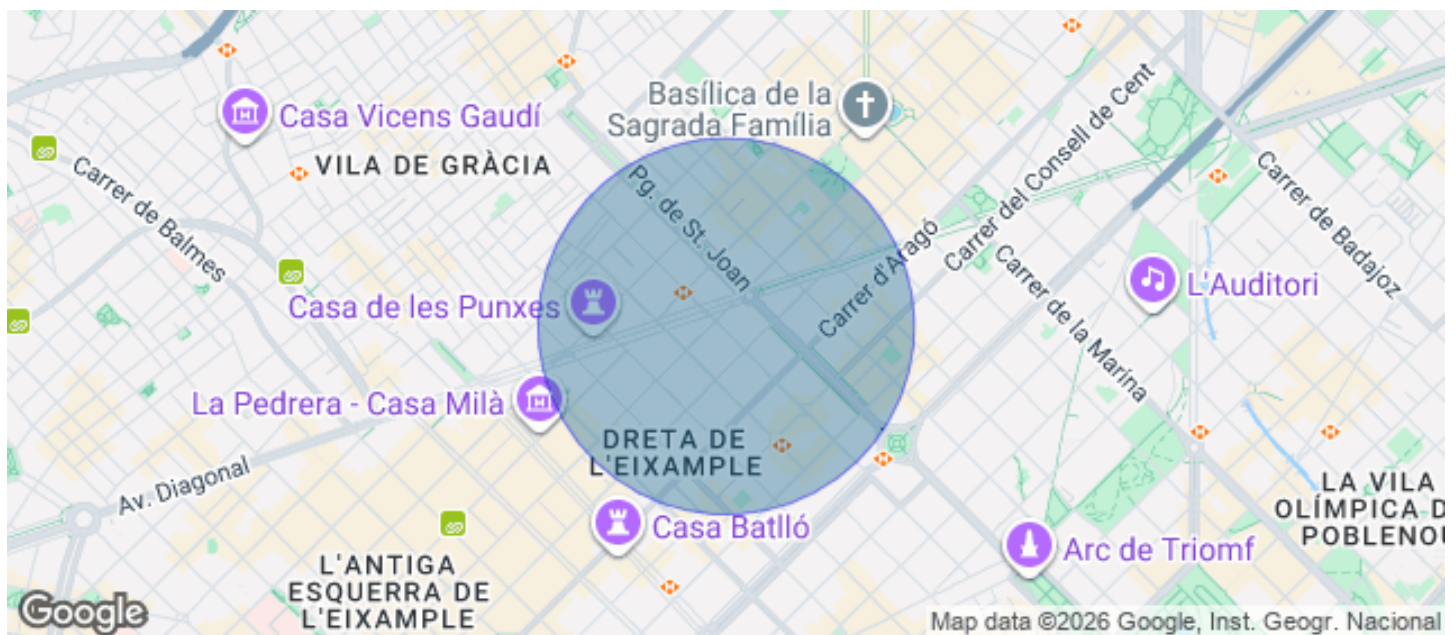 Basílica de la
Sagrada Família
Casa Vicens Gaudí
VILA DE GRÀCIA
Carrer de Balmes
Pg. de St. Joan
Carrer del Consell de Cent
Carrer de Badajoz
Carrer d'Aragó
Carrer de la Marina
L'Auditori
Casa de les Punxes
La Pedrera - Casa Milà
DRETA DE
L'EIXAMPLE
Av. Diagonal
Casa Batlló
Arc de Triomf
LA VILA
OLÍMPICA D
POBLENOU
L'ANTIGA
ESQUERRA DE
L'EIXAMPLE
Google
Map data ©2026 Google, Inst. Geogr. Nacional